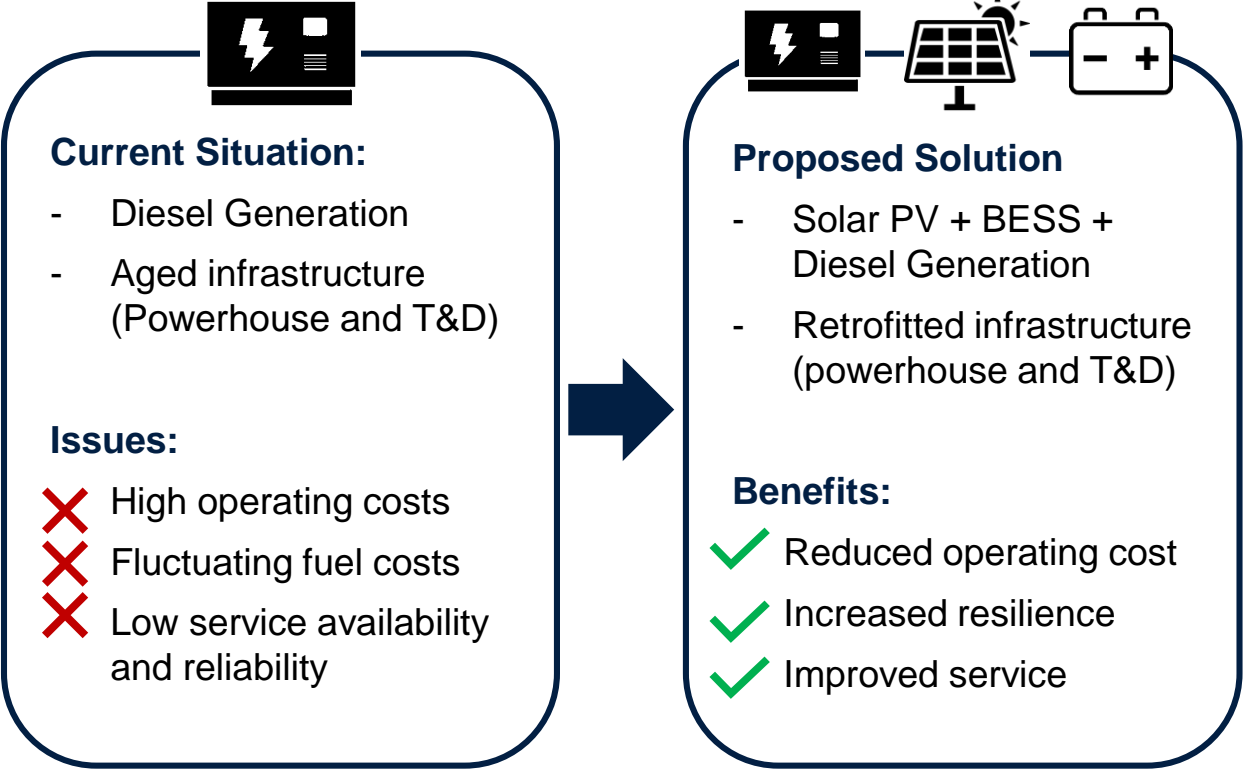 Current Situation:
- Diesel Generation
- Aged infrastructure
(Powerhouse and T&D)
Issues:
High operating costs
Fluctuating fuel costs
Low service availability
and reliability
Proposed Solution
- Solar PV + BESS +
Diesel Generation
- Retrofitted infrastructure
(powerhouse and T&D)
Benefits:
Reduced operating cost
Increased resilience
Improved service